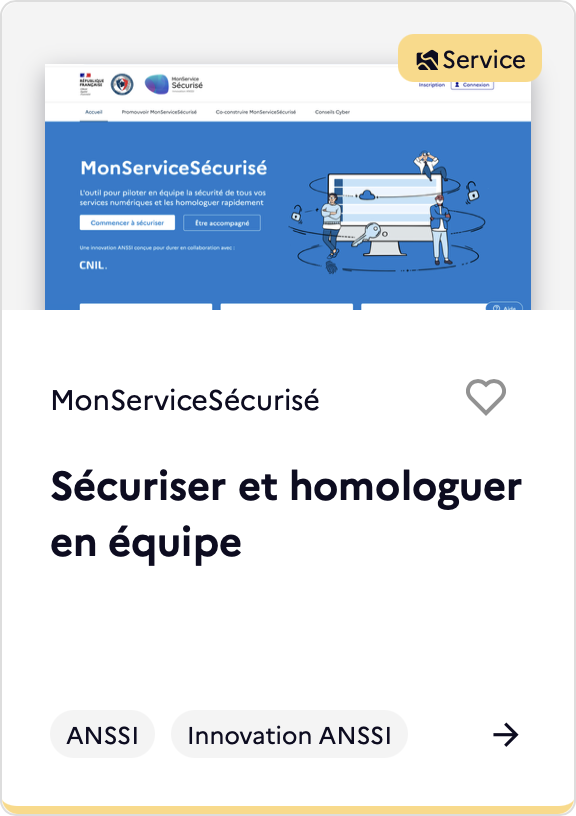 Service
RÉPUBLIQUE
FRANÇAISE
MonService
Sécurisé
Inscription
Connexion
Accueil
Promouvoir MonServiceSécurisé
Co-construire MonServiceSécurisé
Conseils Cyber
MonServiceSécurisé
L'outil pour piloter en équipe la sécurité de tous vos
services numériques et les homologuer rapidement
Commencer à sécuriser
Être accompagné
Une innovation ANSSI conçue pour durer en collaboration avec :
CNIL.
Aide
MonServiceSécurisé
Sécuriser et homologuer
en équipe
ANSSI
Innovation ANSSI